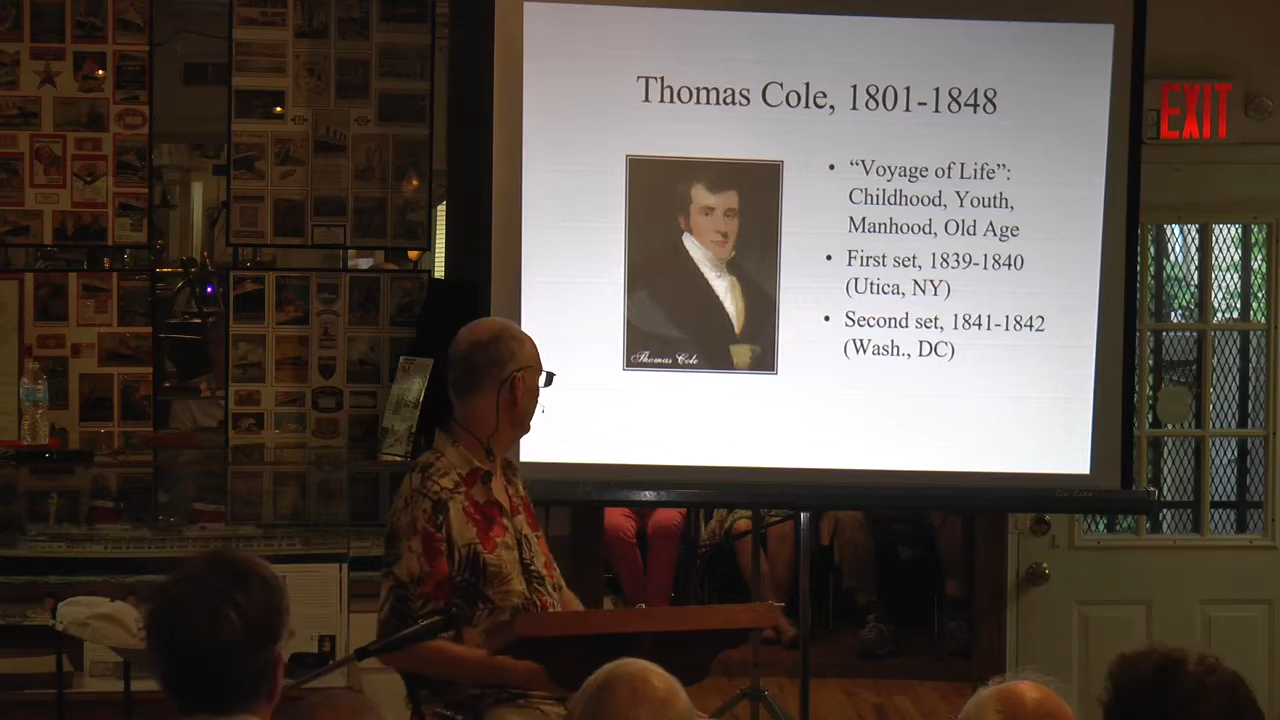 Thomas Cole, 1801-1848
• “Voyage of Life”:
Childhood, Youth,
Manhood, Old Age
• First set, 1839-1840
(Utica, NY)
• Second set, 1841-1842
(Wash., DC)
Thomas Cole
EXIT